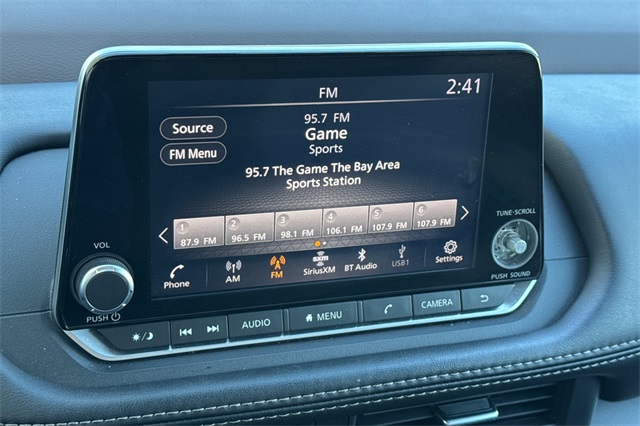 FM
2:41
Source
FM Menu
95.7 FM
Game
Sports
95.7 The Game The Bay Area
Sports Station
1 2 3 4 5 6
87.9 FM 96.5 FM 98.1 FM 106.1 FM 107.9 FM 107.9 FM
Phone AM FM SXM SiriusXM BT Audio USB1 Settings
VOL
PUSH
TUNE·SCROLL
PUSH SOUND
AUDIO MENU CAMERA